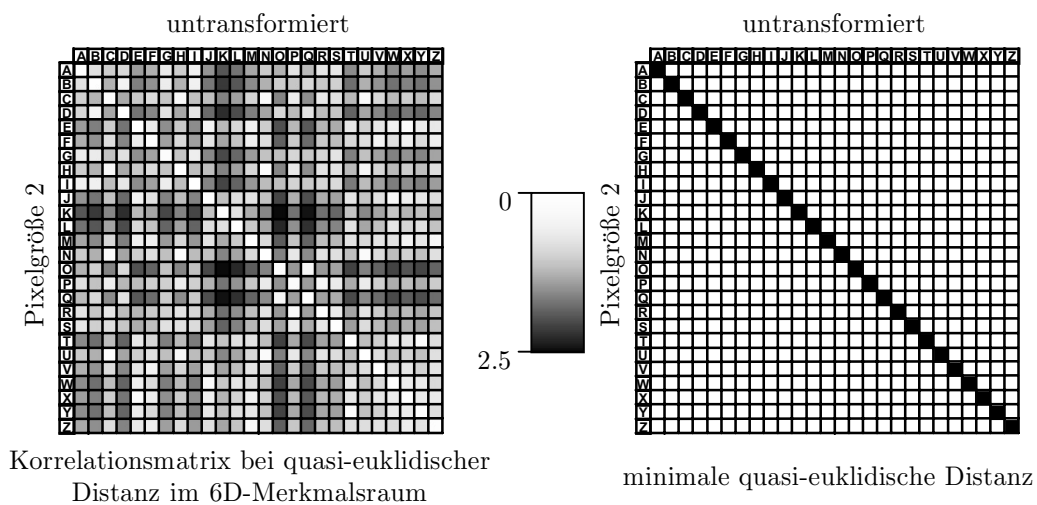 untransformiert
A B C D E F G H I J K L M N O P Q R S T U V W X Y Z
A
B
C
D
E
F
G
H
I
J
K
L
M
N
O
P
Q
R
S
T
U
V
W
X
Y
Z
Pixelgröße 2
Korrelationsmatrix bei quasi-euklidischer
Distanz im 6D-Merkmalsraum
0
2.5
untransformiert
A B C D E F G H I J K L M N O P Q R S T U V W X Y Z
A
B
C
D
E
F
G
H
I
J
K
L
M
N
O
P
Q
R
S
T
U
V
W
X
Y
Z
Pixelgröße 2
minimale quasi-euklidische Distanz